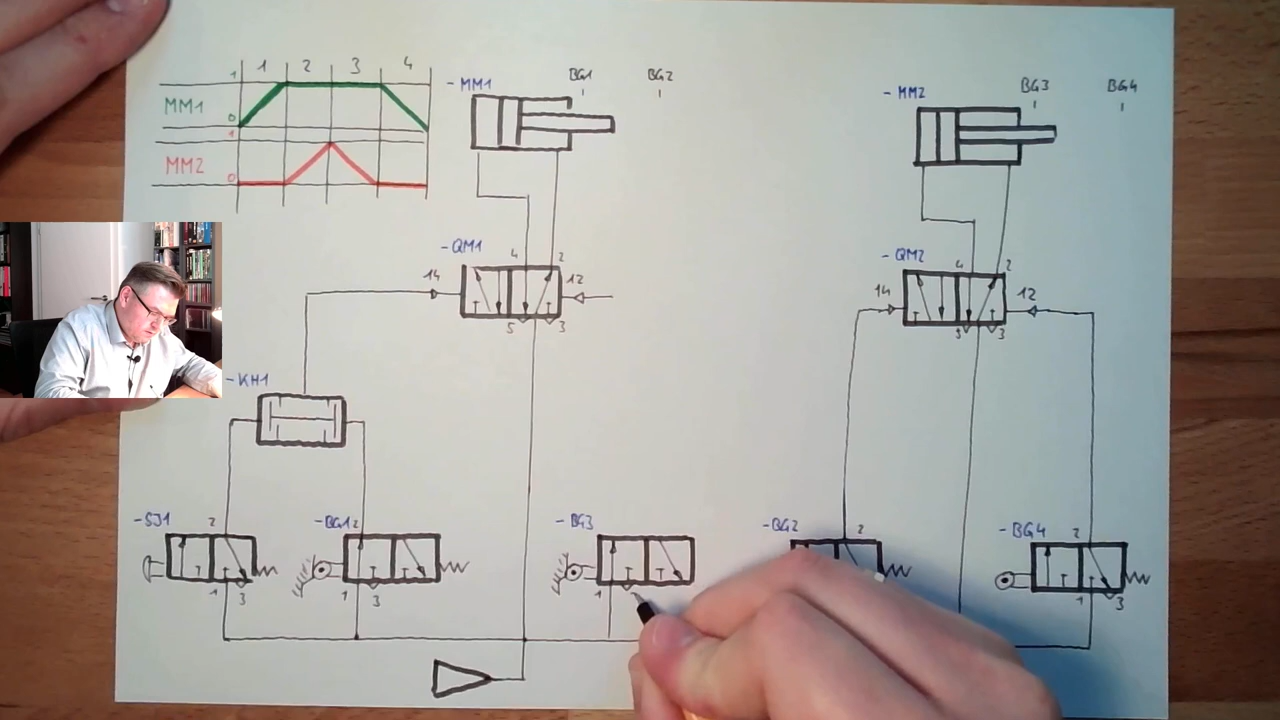 1 2 3 4
1
MM1
0
1
MM2
0
-MM1 BG1 BG2
-MM2 BG3 BG4
-QM1 4 2
14 12
5 3
-QM2 4 2
14 12
5 3
-KH1
-SJ1 2
1 3
-BG1 2
1 3
-BG3
1
-BG2 2
-BG4 2
1 3